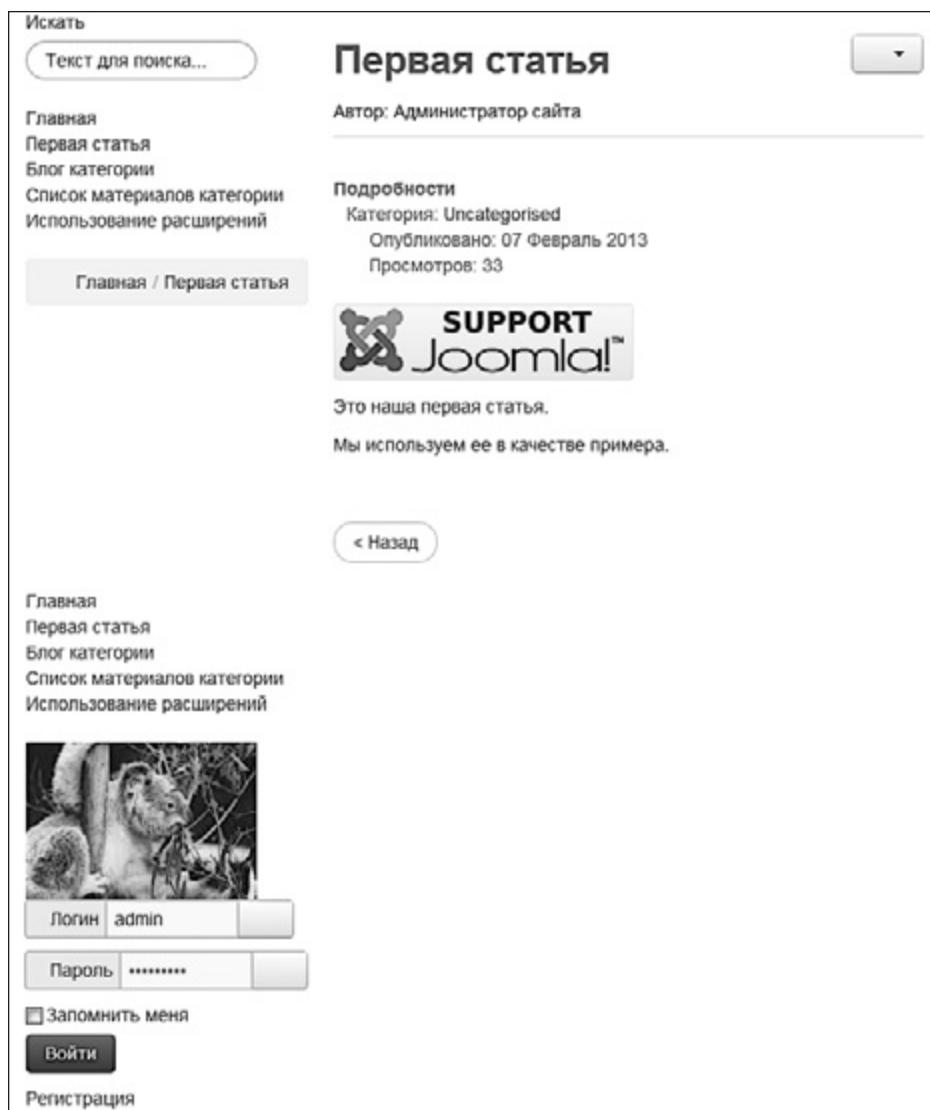 Искать
Текст для поиска...
Главная
Первая статья
Блог категории
Список материалов категории
Использование расширений
Главная / Первая статья
Первая статья
Автор: Администратор сайта
Подробности
Категория: Uncategorised
Опубликовано: 07 Февраль 2013
Просмотров: 33
SUPPORT
Joomla!™
Это наша первая статья.
Мы используем ее в качестве примера.
« Назад
Главная
Первая статья
Блог категории
Список материалов категории
Использование расширений
Логин admin
Пароль •••••••••
Запомнить меня
Войти
Регистрация